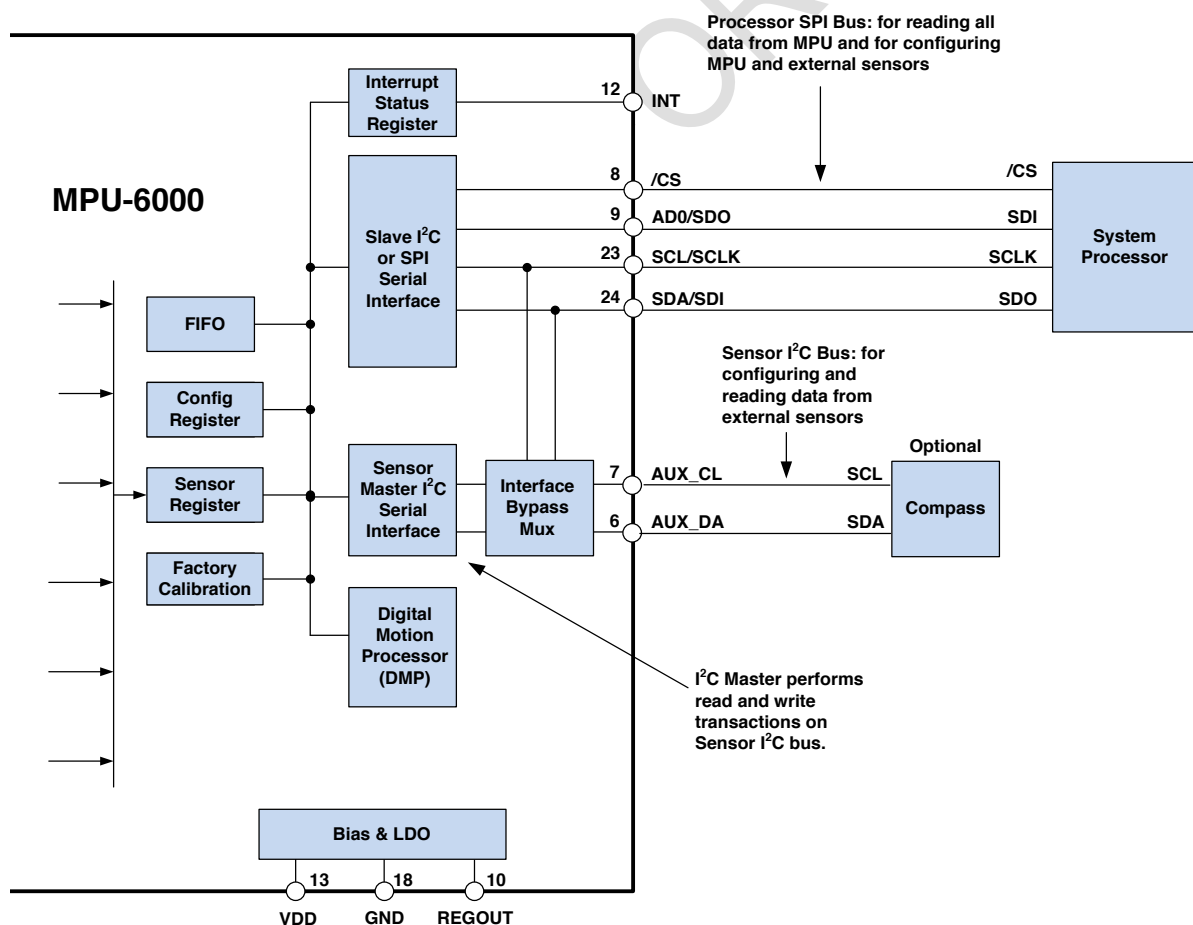 Processor SPI Bus: for reading all
data from MPU and for configuring
MPU and external sensors
Interrupt
Status
Register
12
INT
MPU-6000
Slave I²C
or SPI
Serial
Interface
8
/CS
/CS
9
AD0/SDO
SDI
23
SCL/SCLK
SCLK
24
SDA/SDI
SDO
System
Processor
FIFO
Config
Register
Sensor
Register
Factory
Calibration
Sensor I²C Bus: for
configuring and
reading data from
external sensors
Sensor
Master I²C
Serial
Interface
Interface
Bypass
Mux
7
AUX_CL
SCL
6
AUX_DA
SDA
Optional
Compass
Digital
Motion
Processor
(DMP)
I²C Master performs
read and write
transactions on
Sensor I²C bus.
Bias & LDO
13
18
10
VDD
GND
REGOUT